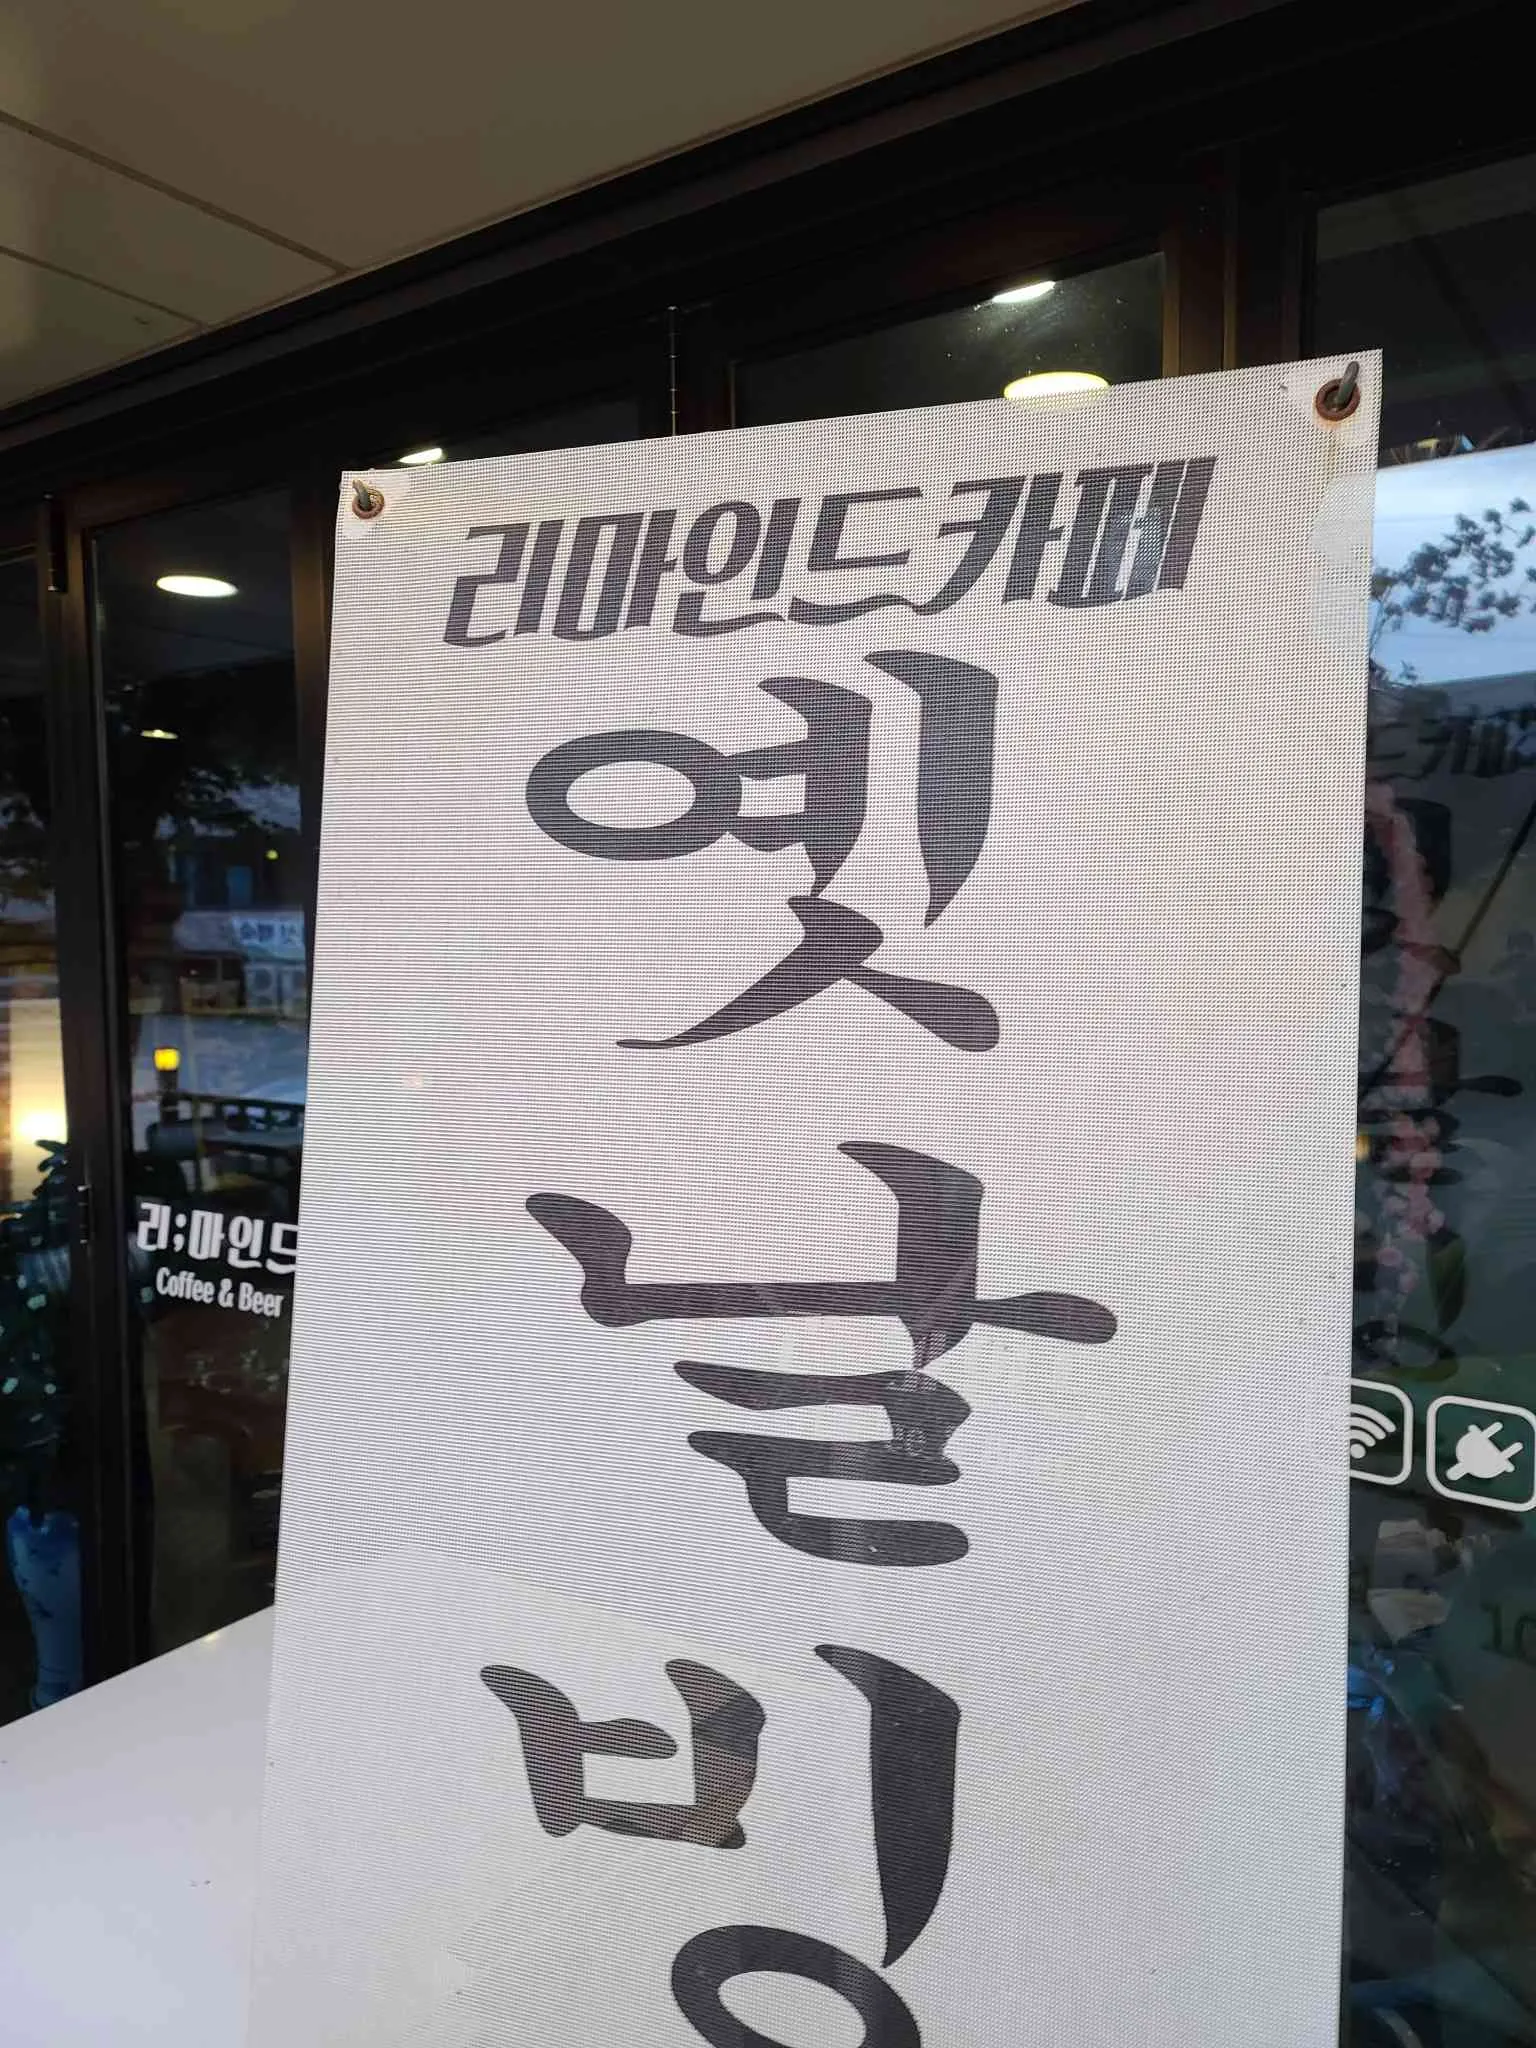 리마인드카페
옛
날
빙
리;마인드
Coffee & Beer